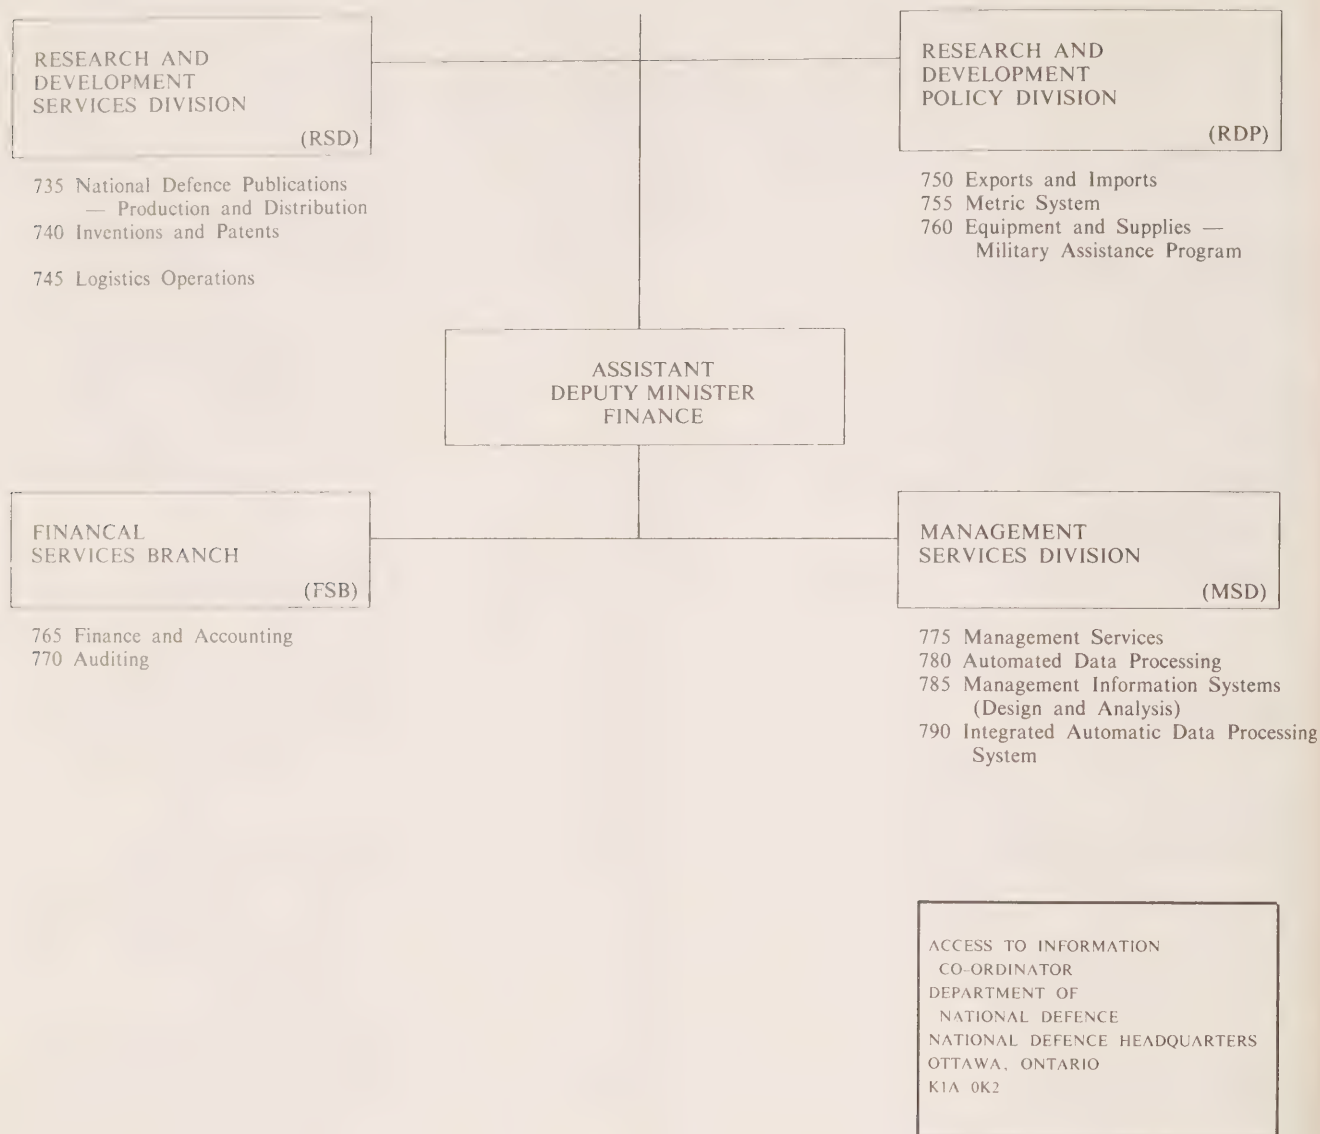 RESEARCH AND
DEVELOPMENT
SERVICES DIVISION
(RSD)
735 National Defence Publications
— Production and Distribution
740 Inventions and Patents
745 Logistics Operations
RESEARCH AND
DEVELOPMENT
POLICY DIVISION
(RDP)
750 Exports and Imports
755 Metric System
760 Equipment and Supplies —
Military Assistance Program
ASSISTANT
DEPUTY MINISTER
FINANCE
FINANCAL
SERVICES BRANCH
(FSB)
765 Finance and Accounting
770 Auditing
MANAGEMENT
SERVICES DIVISION
(MSD)
775 Management Services
780 Automated Data Processing
785 Management Information Systems
(Design and Analysis)
790 Integrated Automatic Data Processing
System
ACCESS TO INFORMATION
CO-ORDINATOR
DEPARTMENT OF
NATIONAL DEFENCE
NATIONAL DEFENCE HEADQUARTERS
OTTAWA, ONTARIO
K1A 0K2